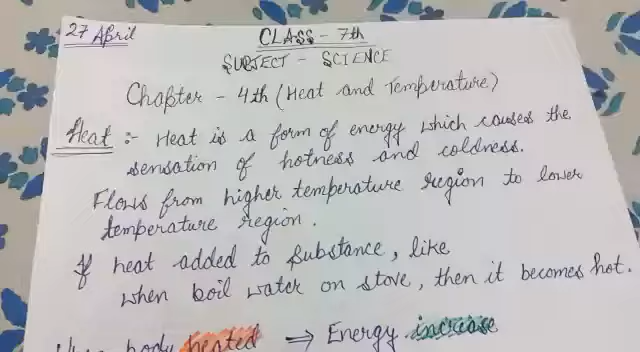 27 April
CLASS - 7th
SUBJECT - SCIENCE
Chapter - 4th (Heat and Temperature)
Heat :- Heat is a form of energy which causes the
sensation of hotness and coldness.
Flows from higher temperature region to lower
temperature region.
If heat added to substance, like
when boil water on stove, then it becomes hot.
body heated ⇒ Energy increase